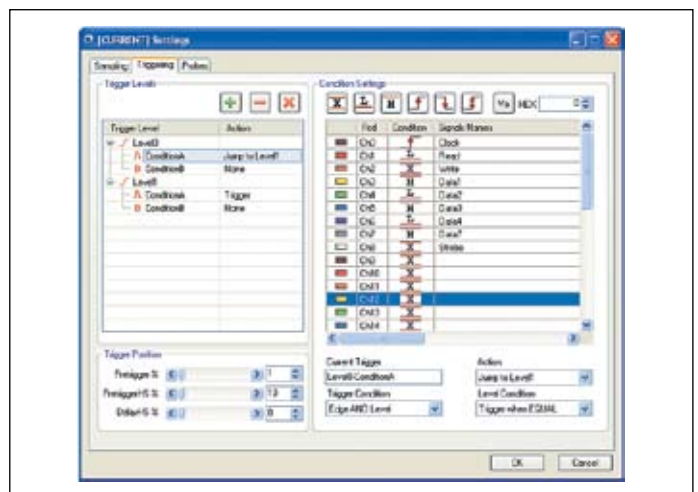 [CURRENT] Settings
Sampling Triggering Probes
Trigger Levels
Trigger Level Action
Level0
A ConditionA Jump to Level1
B ConditionB None
Level1
A ConditionA Trigger
B ConditionB None
Trigger Position
Pretrigger % 1
Pretrigger HS %
Delay HS % 0
Condition Settings
X L H HEX 0
Pod Condition Signals Names
Ch0 Clock
Ch1 L Read
Ch2 X Write
Ch3 H Data1
Ch4 L Data2
Ch5 H Data3
Ch6 L Data4
Ch7 H
Ch8 X Strobe
Ch9 X
Ch10 X
Ch11 X
Ch12 X
Ch13 X
Ch14 X
Current Trigger Action
Level0 ConditionA Jump to Level1
Trigger Condition Level Condition
Edge AND Level Trigger when EQUAL
OK Cancel